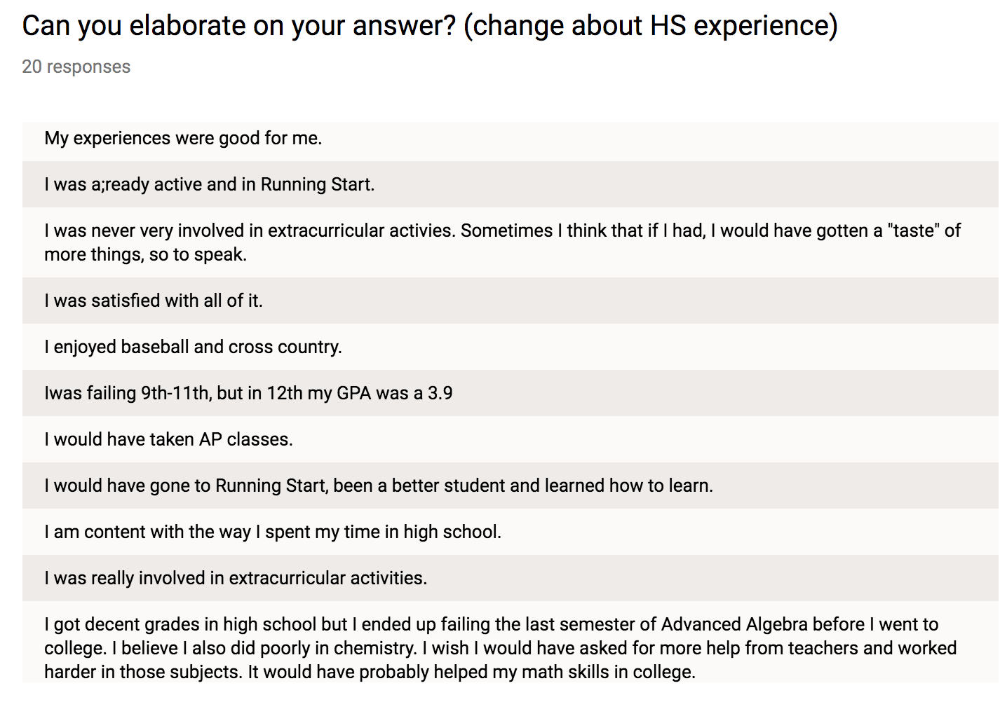 Can you elaborate on your answer? (change about HS experience)
20 responses
My experiences were good for me.
I was a;ready active and in Running Start.
I was never very involved in extracurricular activies. Sometimes I think that if I had, I would have gotten a "taste" of
more things, so to speak.
I was satisfied with all of it.
I enjoyed baseball and cross country.
Iwas failing 9th-11th, but in 12th my GPA was a 3.9
I would have taken AP classes.
I would have gone to Running Start, been a better student and learned how to learn.
I am content with the way I spent my time in high school.
I was really involved in extracurricular activities.
I got decent grades in high school but I ended up failing the last semester of Advanced Algebra before I went to
college. I believe I also did poorly in chemistry. I wish I would have asked for more help from teachers and worked
harder in those subjects. It would have probably helped my math skills in college.